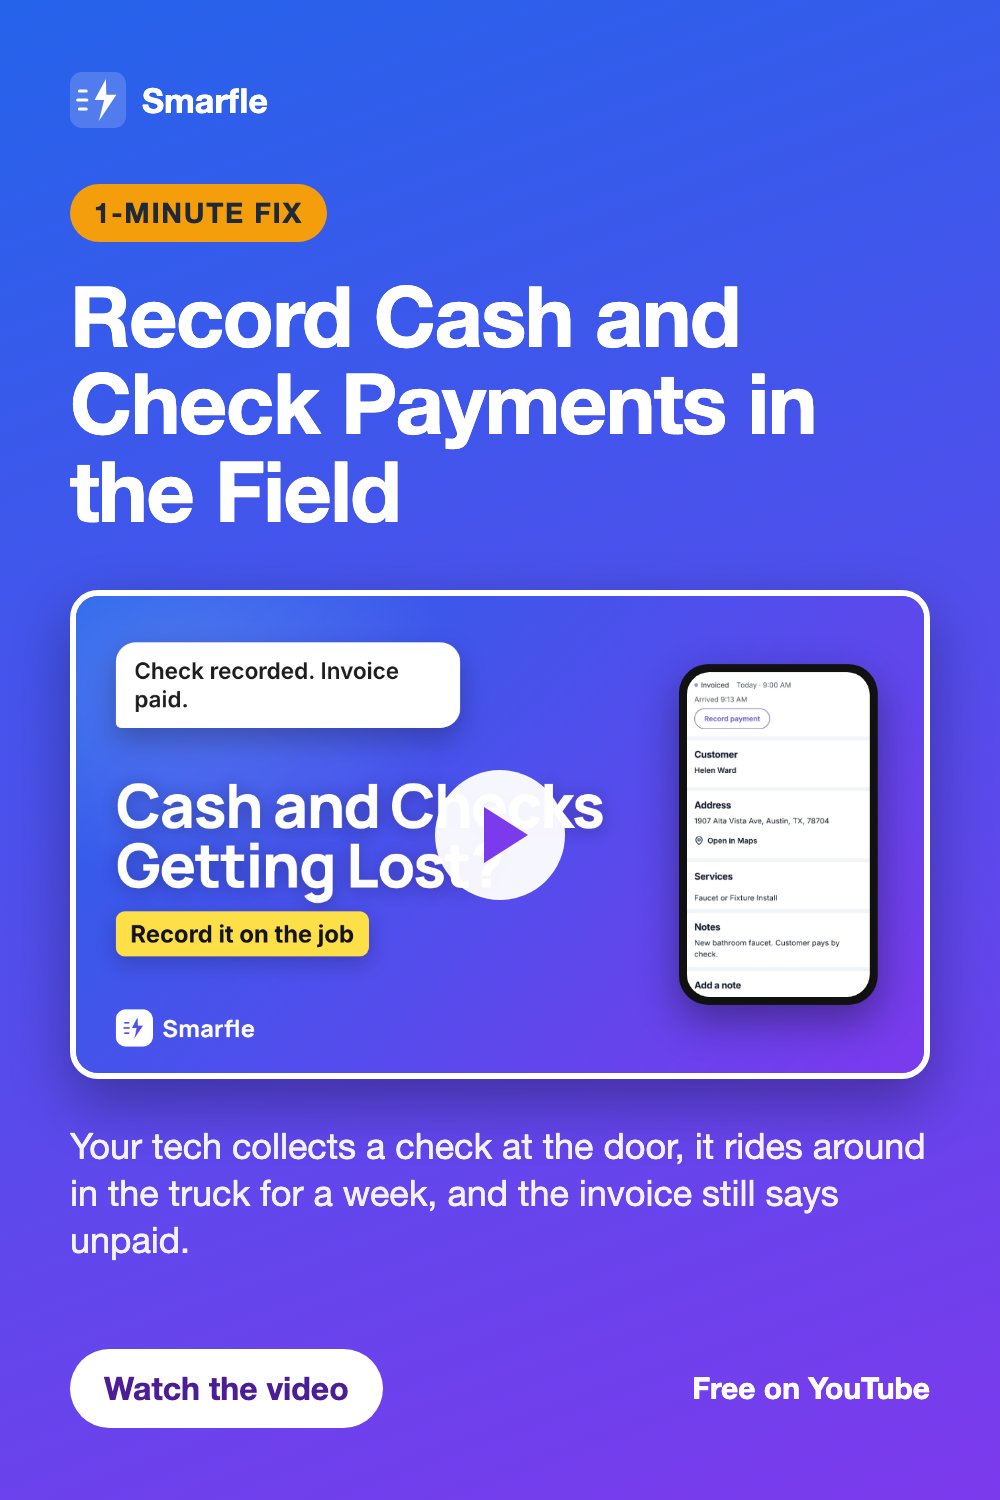 Smarfle
1-MINUTE FIX
Record Cash and
Check Payments in
the Field
Check recorded. Invoice
paid.
Cash and Checks
Getting Lost?
Record it on the job
Smarfle
Invoiced Today · 9:00 AM
Arrived 9:13 AM
Record payment
Customer
Helen Ward
Address
1907 Alta Vista Ave, Austin, TX, 78704
Open in Maps
Services
Faucet or Fixture Install
Notes
New bathroom faucet. Customer pays by
check.
Add a note
Your tech collects a check at the door, it rides around
in the truck for a week, and the invoice still says
unpaid.
Watch the video
Free on YouTube